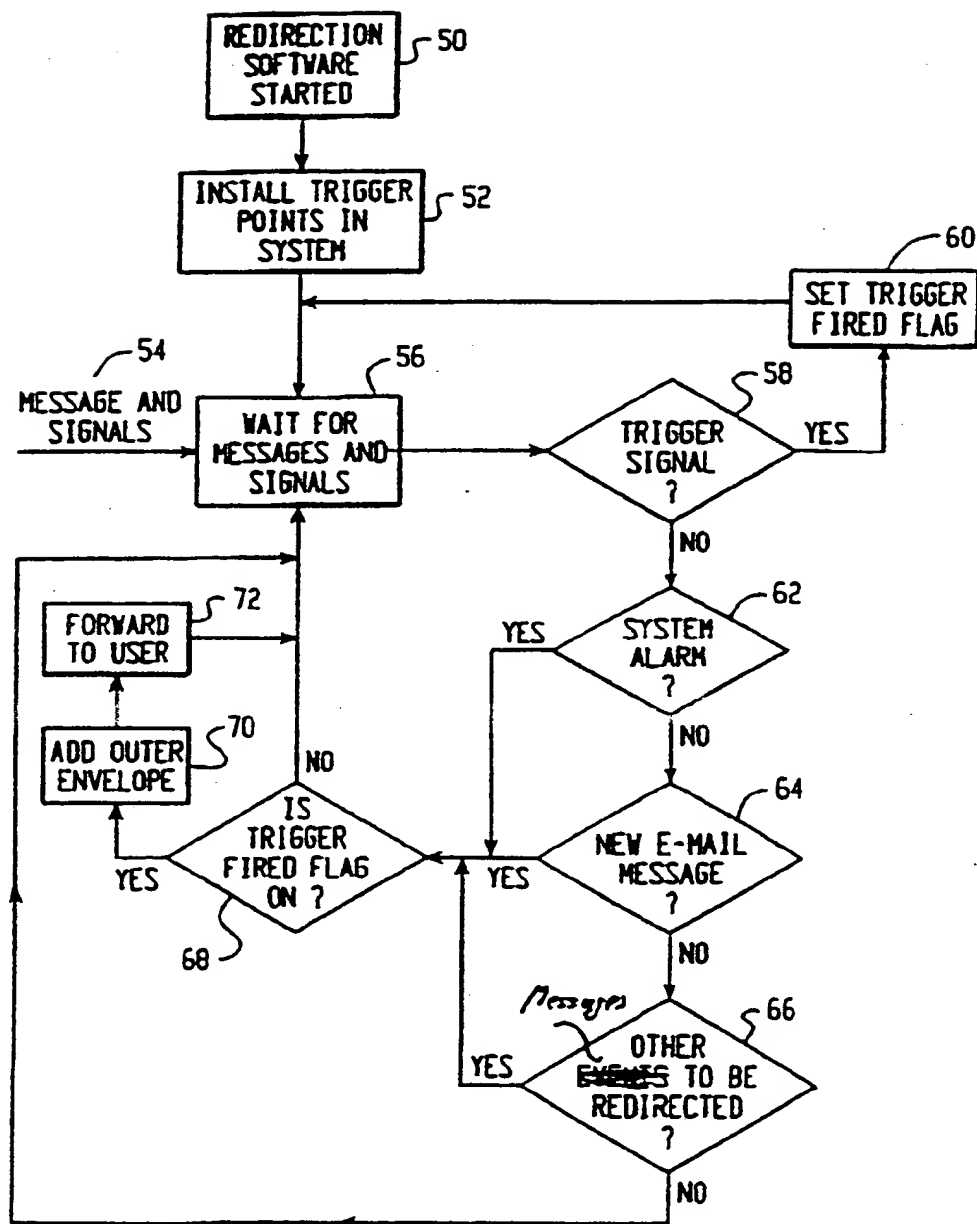 REDIRECTION
SOFTWARE
STARTED
50
INSTALL TRIGGER
POINTS IN
SYSTEM
52
60
SET TRIGGER
FIRED FLAG
54
MESSAGE AND
SIGNALS
56
WAIT FOR
MESSAGES AND
SIGNALS
58
TRIGGER
SIGNAL
?
YES
NO
62
SYSTEM
ALARM
?
YES
NO
72
FORWARD
TO USER
70
ADD OUTER
ENVELOPE
NO
IS
TRIGGER
FIRED FLAG
ON ?
YES
68
64
NEW E-MAIL
MESSAGE
?
YES
NO
Messages
66
OTHER
EVENTS TO BE
REDIRECTED
?
YES
NO